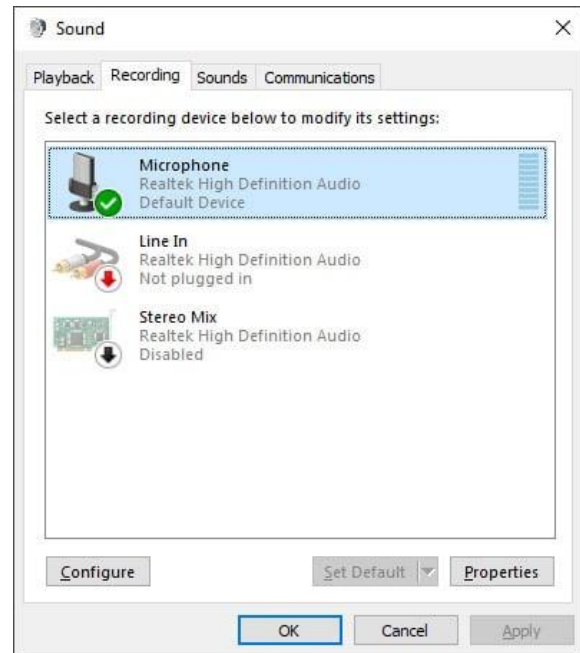 Sound
Playback Recording Sounds Communications
Select a recording device below to modify its settings:
Microphone
Realtek High Definition Audio
Default Device
Line In
Realtek High Definition Audio
Not plugged in
Stereo Mix
Realtek High Definition Audio
Disabled
Configure Set Default Properties
OK Cancel Apply